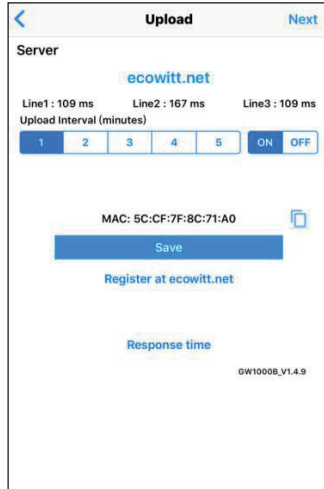 Upload Next
Server
ecowitt.net
Line1 : 109 ms Line2 : 167 ms Line3 : 109 ms
Upload Interval (minutes)
1 2 3 4 5 ON OFF
MAC: 5C:CF:7F:8C:71:A0
Save
Register at ecowitt.net
Response time
GW1000B_V1.4.9